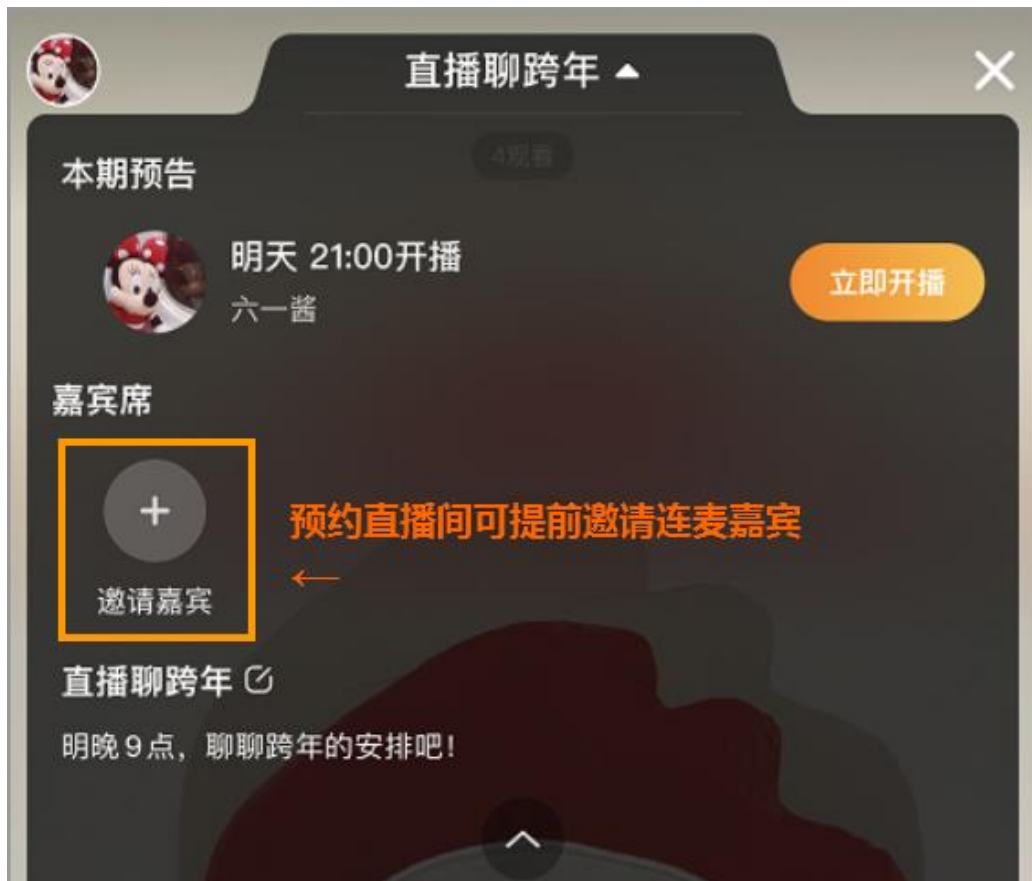 直播聊跨年
4观看
本期预告
明天 21:00开播
六一酱
立即开播
嘉宾席
预约直播间可提前邀请连麦嘉宾
邀请嘉宾
直播聊跨年
明晚9点，聊聊跨年的安排吧！